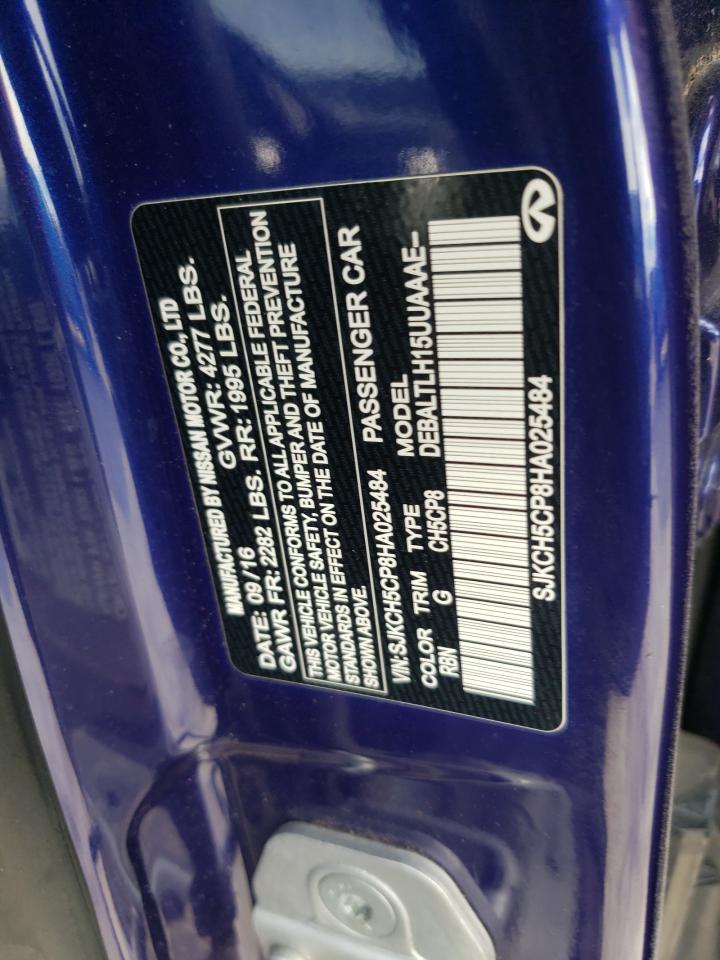 MANUFACTURED BY NISSAN MOTOR CO., LTD
DATE: 09/16 GVWR: 4277 LBS.
GAWR FR: 2282 LBS. RR: 1995 LBS.
THIS VEHICLE CONFORMS TO ALL APPLICABLE FEDERAL
MOTOR VEHICLE SAFETY, BUMPER AND THEFT PREVENTION
STANDARDS IN EFFECT ON THE DATE OF MANUFACTURE
SHOWN ABOVE.
VIN:SJKCH5CP8HA025484 PASSENGER CAR
COLOR TRIM TYPE MODEL
RBN G CH5CP8 DEBALTLH15UUAAAE--
SJKCH5CP8HA025484